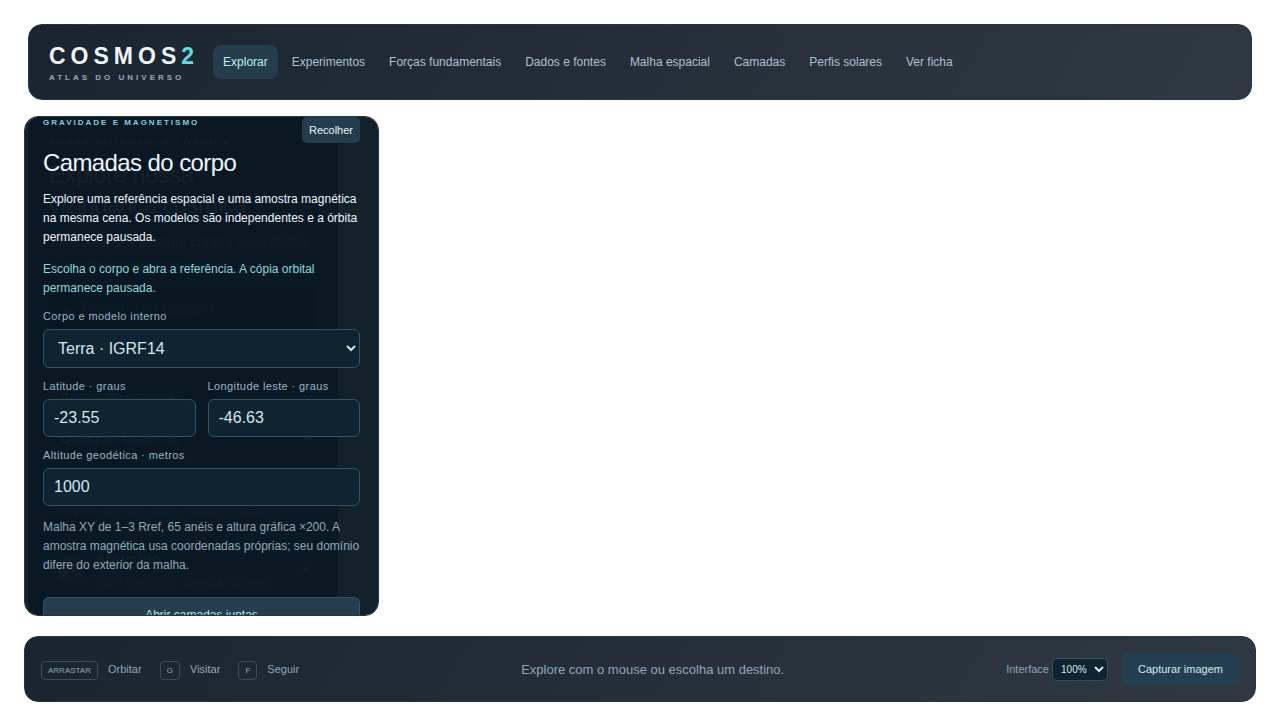 COSMOS2
ATLAS DO UNIVERSO
Explorar
Experimentos
Forças fundamentais
Dados e fontes
Malha espacial
Camadas
Perfis solares
Ver ficha
GRAVIDADE E MAGNETISMO
Recolher
Camadas do corpo
Explore uma referência espacial e uma amostra magnética
na mesma cena. Os modelos são independentes e a órbita
permanece pausada.
Escolha o corpo e abra a referência. A cópia orbital
permanece pausada.
Corpo e modelo interno
Terra · IGRF14
Latitude · graus
Longitude leste · graus
-23.55
-46.63
Altitude geodética · metros
1000
Malha XY de 1–3 Rref, 65 anéis e altura gráfica ×200. A
amostra magnética usa coordenadas próprias; seu domínio
difere do exterior da malha.
Abrir camadas juntas
ARRASTAR Orbitar G Visitar F Seguir
Explore com o mouse ou escolha um destino.
Interface 100%
Capturar imagem